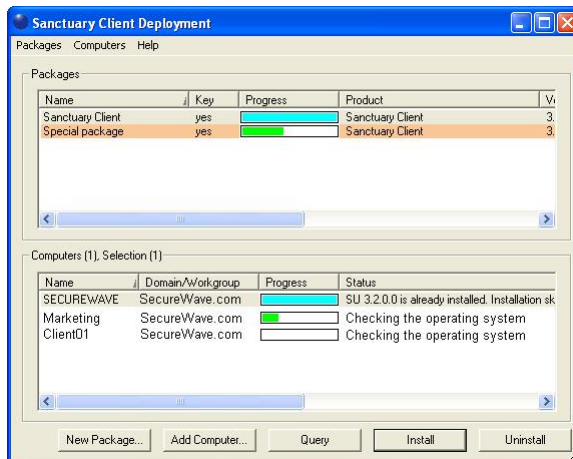 Sanctuary Client Deployment
Packages Computers Help
Packages
Name Key Progress Product
Sanctuary Client yes Sanctuary Client 3.
Special package yes Sanctuary Client 3.
Computers (1), Selection (1)
Name Domain/Workgroup Progress Status
SECUREWAVE SecureWave.com SU 3.2.0.0 is already installed. Installation sk
Marketing SecureWave.com Checking the operating system
Client01 SecureWave.com Checking the operating system
New Package... Add Computer... Query Install Uninstall